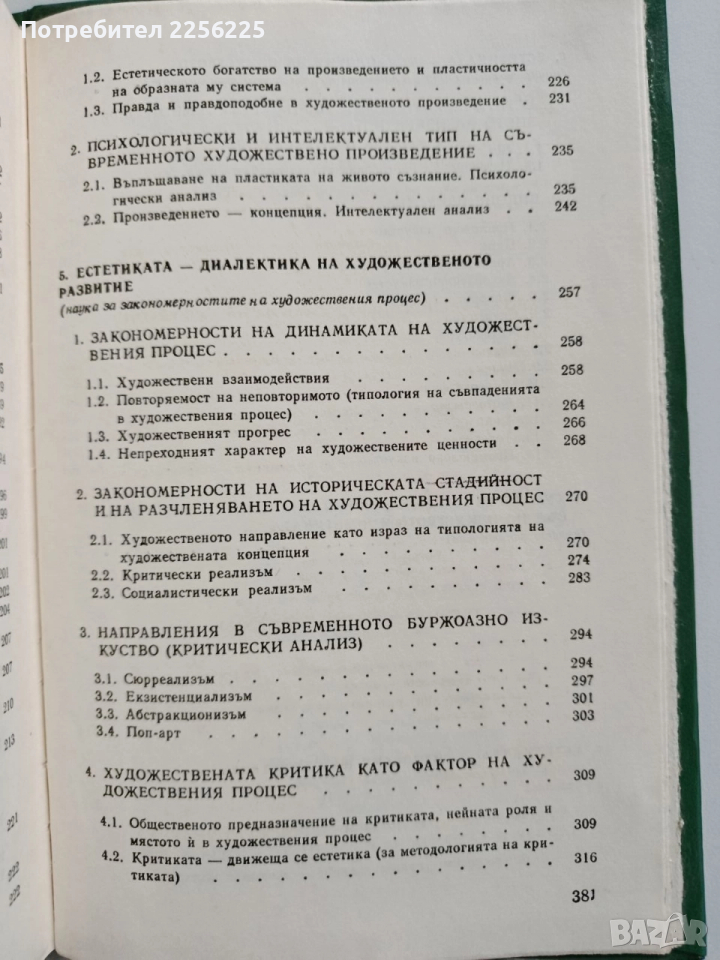 Потребител 2256225
1.2. Естетическото богатство на произведението и пластичността
на образната му система . . . . . . . . . . 226
1.3. Правда и правдоподобие в художественото произведение . 231
2. ПСИХОЛОГИЧЕСКИ И ИНТЕЛЕКТУАЛЕН ТИП НА СЪ-
ВРЕМЕННОТО ХУДОЖЕСТВЕНО ПРОИЗВЕДЕНИЕ . . . 235
2.1. Въплъщаване на пластиката на живото съзнание. Психоло-
гически анализ . . . . . . . . . . . . . 235
2.2. Произведението — концепция. Интелектуален анализ . . 242
5. ЕСТЕТИКАТА — ДИАЛЕКТИКА НА ХУДОЖЕСТВЕНОТО
РАЗВИТИЕ
(наука за закономерностите на художествения процес) . . . . . 257
1. ЗАКОНОМЕРНОСТИ НА ДИНАМИКАТА НА ХУДОЖЕСТ-
ВЕНИЯ ПРОЦЕС . . . . . . . . . . . . . 258
1.1. Художествени взаимодействия . . . . . . . . 258
1.2. Повторяемост на неповторимото (типология на съвпаденията
в художествения процес) . . . . . . . . . 264
1.3. Художественият прогрес . . . . . . . . . 266
1.4. Непреходният характер на художествените ценности . . 268
2. ЗАКОНОМЕРНОСТИ НА ИСТОРИЧЕСКАТА СТАДИЙНОСТ
И НА РАЗЧЛЕНЯВАНЕТО НА ХУДОЖЕСТВЕНИЯ ПРОЦЕС 270
2.1. Художественото направление като израз на типологията на
художествената концепция . . . . . . . . 270
2.2. Критически реализъм . . . . . . . . . . 274
2.3. Социалистически реализъм . . . . . . . . 283
3. НАПРАВЛЕНИЯ В СЪВРЕМЕННОТО БУРЖОАЗНО ИЗ-
КУСТВО (КРИТИЧЕСКИ АНАЛИЗ) . . . . . . . 294
3.1. Сюрреализъм . . . . . . . . . . . . 294
3.2. Екзистенциализъм . . . . . . . . . . . 297
3.3. Абстракционизъм . . . . . . . . . . . 301
3.4. Поп-арт . . . . . . . . . . . . . 303
4. ХУДОЖЕСТВЕНАТА КРИТИКА КАТО ФАКТОР НА ХУ-
ДОЖЕСТВЕНИЯ ПРОЦЕС . . . . . . . . . . 309
4.1. Общественото предназначение на критиката, нейната роля и
мястото ѝ в художествения процес . . . . . . . 309
4.2. Критиката — движеща се естетика (за методологията на кри-
тиката) . . . . . . . . . . . . . . 316
381
BAZAR